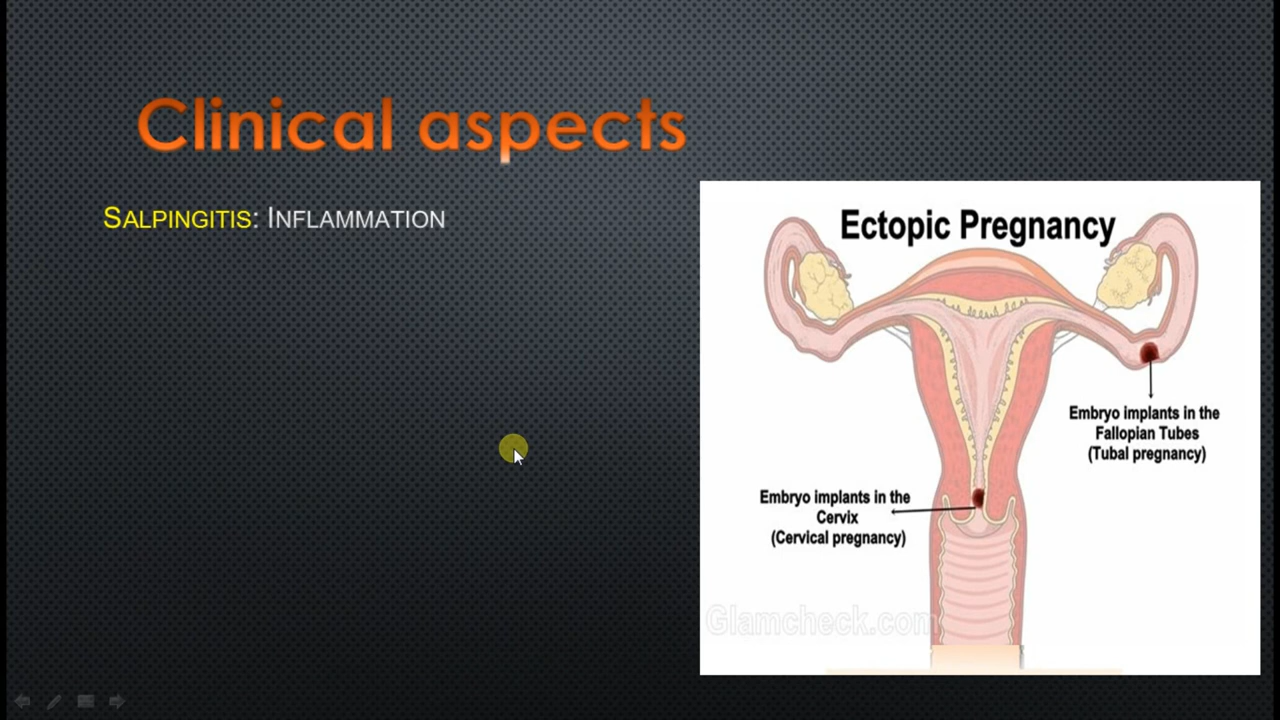 Clinical aspects
SALPINGITIS: INFLAMMATION
Ectopic Pregnancy
Embryo implants in the
Fallopian Tubes
(Tubal pregnancy)
Embryo implants in the
Cervix
(Cervical pregnancy)
Glamcheck.com